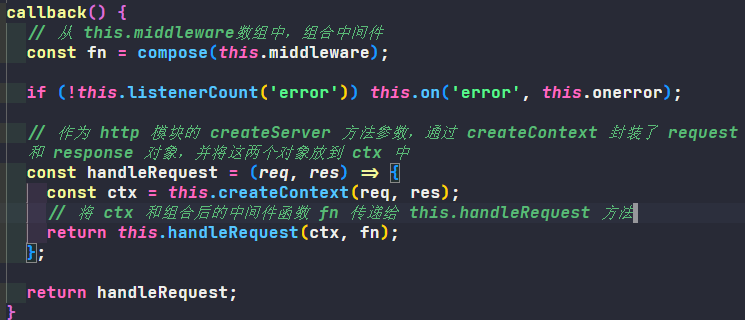 callback() {
  // 从 this.middleware数组中，组合中间件
  const fn = compose(this.middleware);

  if (!this.listenerCount('error')) this.on('error', this.onerror);

  // 作为 http 模块的 createServer 方法参数，通过 createContext 封装了 request
  和 response 对象，并将这两个对象放到 ctx 中
  const handleRequest = (req, res) => {
    const ctx = this.createContext(req, res);
    // 将 ctx 和组合后的中间件函数 fn 传递给 this.handleRequest 方法
    return this.handleRequest(ctx, fn);
  };

  return handleRequest;
}